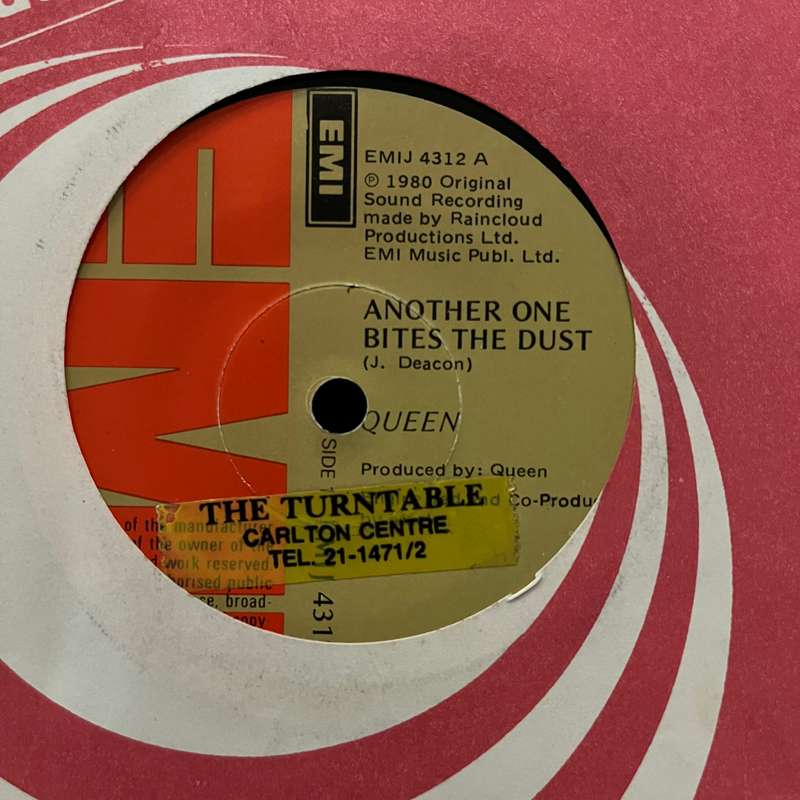 EMI
EMIJ 4312 A
℗ 1980 Original
Sound Recording
made by Raincloud
Productions Ltd.
EMI Music Publ. Ltd.
ANOTHER ONE
BITES THE DUST
(J. Deacon)
QUEEN
SIDE
Produced by: Queen
Co-Produ
THE TURNTABLE
CARLTON CENTRE
TEL. 21-1471/2
of the manufacturer
of the owner of the
work reserved.
public
broad-
431